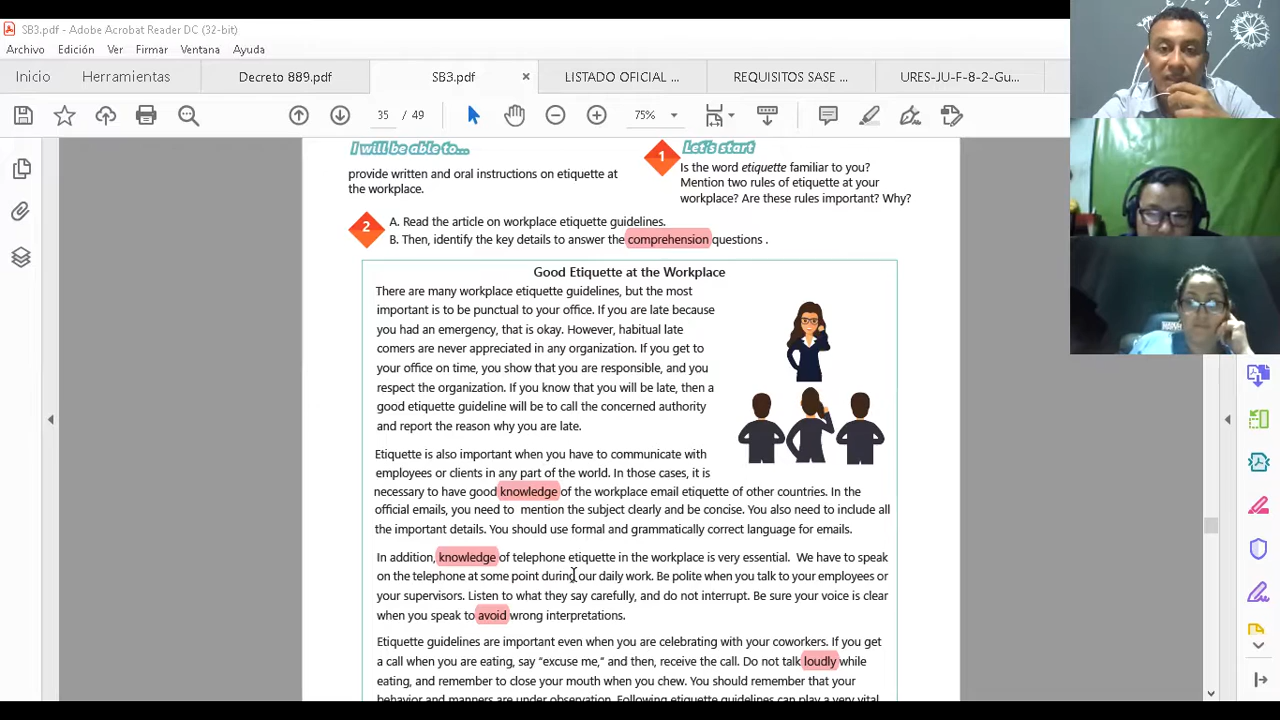 SB3.pdf - Adobe Acrobat Reader DC (32-bit)
Archivo Edición Ver Firmar Ventana Ayuda
Inicio Herramientas Decreto 889.pdf SB3.pdf × LISTADO OFICIAL ... REQUISITOS SASE ... URES-JU-F-8-2-Gu...
35 / 49 75%
I will be able to...
provide written and oral instructions on etiquette at
the workplace.
1 Let's start
Is the word etiquette familiar to you?
Mention two rules of etiquette at your
workplace? Are these rules important? Why?
2 A. Read the article on workplace etiquette guidelines.
B. Then, identify the key details to answer the comprehension questions .
Good Etiquette at the Workplace
There are many workplace etiquette guidelines, but the most
important is to be punctual to your office. If you are late because
you had an emergency, that is okay. However, habitual late
comers are never appreciated in any organization. If you get to
your office on time, you show that you are responsible, and you
respect the organization. If you know that you will be late, then a
good etiquette guideline will be to call the concerned authority
and report the reason why you are late.
Etiquette is also important when you have to communicate with
employees or clients in any part of the world. In those cases, it is
necessary to have good knowledge of the workplace email etiquette of other countries. In the
official emails, you need to mention the subject clearly and be concise. You also need to include all
the important details. You should use formal and grammatically correct language for emails.
In addition, knowledge of telephone etiquette in the workplace is very essential. We have to speak
on the telephone at some point during our daily work. Be polite when you talk to your employees or
your supervisors. Listen to what they say carefully, and do not interrupt. Be sure your voice is clear
when you speak to avoid wrong interpretations.
Etiquette guidelines are important even when you are celebrating with your coworkers. If you get
a call when you are eating, say “excuse me,” and then, receive the call. Do not talk loudly while
eating, and remember to close your mouth when you chew. You should remember that your
behavior and manners are under observation. Following etiquette guidelines can play a very vital